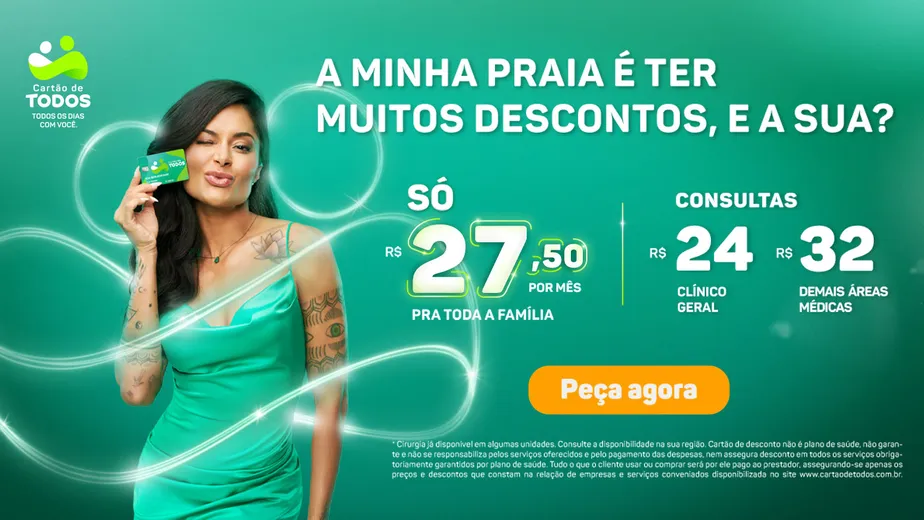 Cartão de
TODOS
TODOS OS DIAS
COM VOCÊ.
A MINHA PRAIA É TER
MUITOS DESCONTOS, E A SUA?
TODOS
SÓ
R$ 27,50
POR MÊS
PRA TODA A FAMÍLIA
CONSULTAS
R$ 24
CLÍNICO
GERAL
R$ 32
DEMAIS ÁREAS
MÉDICAS
Peça agora
* Cirurgia já disponível em algumas unidades. Consulte a disponibilidade na sua região. Cartão de desconto não é plano de saúde, não garan-
te e não se responsabiliza pelos serviços oferecidos e pelo pagamento das despesas, nem assegura desconto em todos os serviços obriga-
toriamente garantidos por plano de saúde. Tudo o que o cliente usar ou comprar será por ele pago ao prestador, assegurando-se apenas os
preços e descontos que constam na relação de empresas e serviços conveniados disponibilizada no site www.cartaodetodos.com.br.